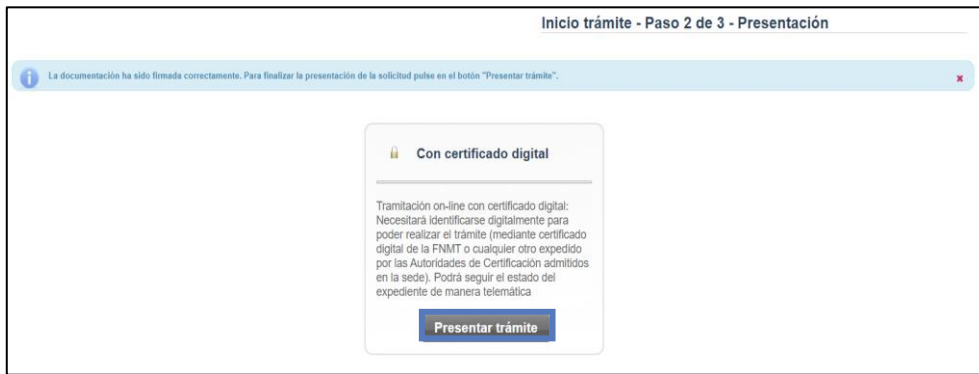 Inicio trámite - Paso 2 de 3 - Presentación
La documentación ha sido firmada correctamente. Para finalizar la presentación de la solicitud pulse en el botón "Presentar trámite".
Con certificado digital
Tramitación on-line con certificado digital:
Necesitará identificarse digitalmente para
poder realizar el trámite (mediante certificado
digital de la FNMT o cualquier otro expedido
por las Autoridades de Certificación admitidos
en la sede). Podrá seguir el estado del
expediente de manera telemática
Presentar trámite